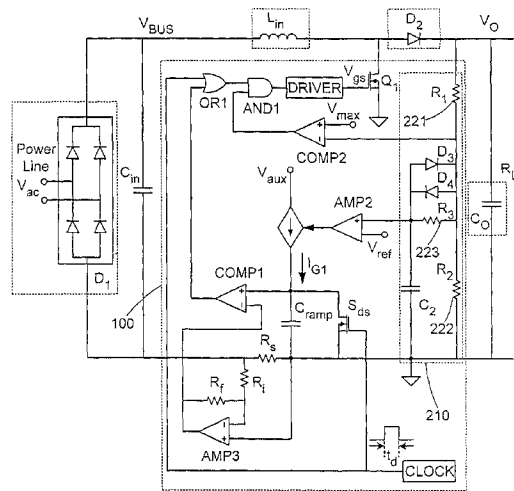 V_BUS
L_in
D_2
V_O
OR1
AND1
DRIVER
V_gs
Q_1
R_1
221
V_max
COMP2
Power
Line
V_ac
C_in
V_aux
D_3
D_4
AMP2
R_3
223
V_ref
C_O
D_1
I_G1
COMP1
100
C_ramp
S_ds
C_2
R_2
222
R_s
R_f
R_i
210
AMP3
t_d
CLOCK